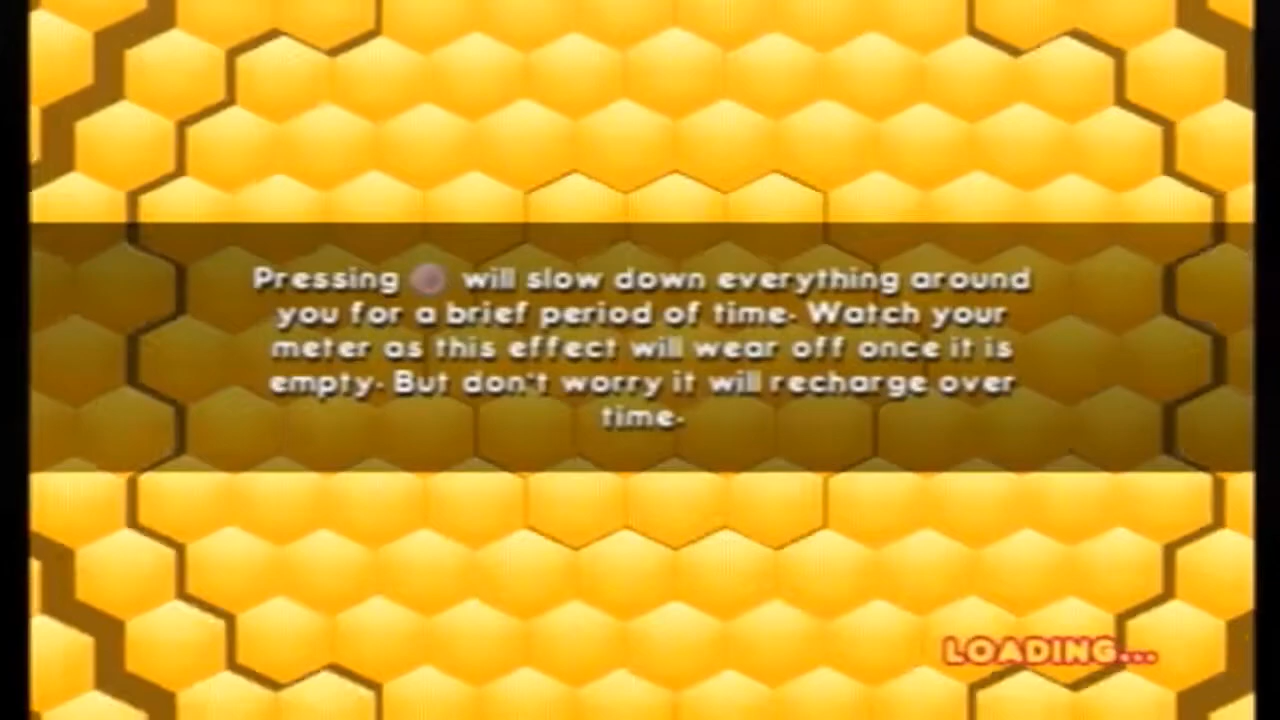 Pressing will slow down everything around
you for a brief period of time. Watch your
meter as this effect will wear off once it is
empty. But don't worry it will recharge over
time.
LOADING...